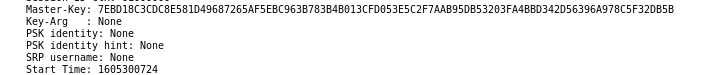 Master-Key: 7EBD18C3CDC8E581D49687265AF5EBC963B783B4B013CFD053E5C2F7AAB95DB53203FA4BBD342D56396A978C5F32DB5B
Key-Arg   : None
PSK identity: None
PSK identity hint: None
SRP username: None
Start Time: 1605300724